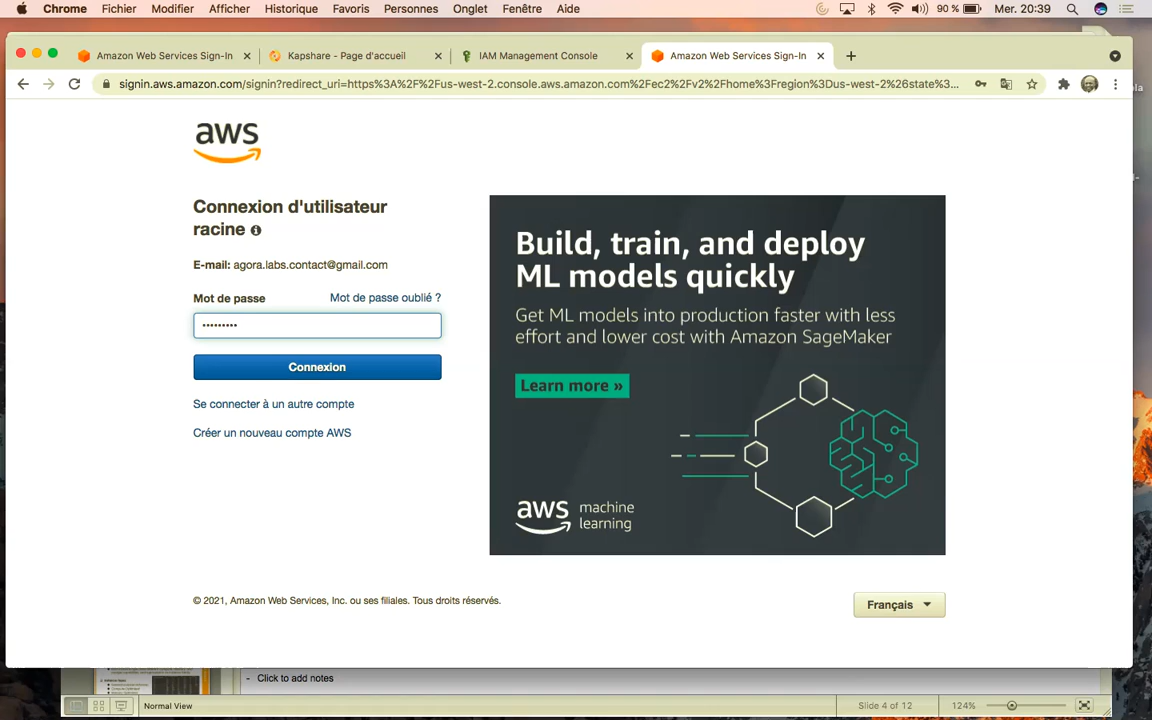 Chrome Fichier Modifier Afficher Historique Favoris Personnes Onglet Fenêtre Aide 90 % Mer. 20:39
Amazon Web Services Sign-In Kapshare - Page d'accueil IAM Management Console Amazon Web Services Sign-In
signin.aws.amazon.com/signin?redirect_uri=https%3A%2F%2Fus-west-2.console.aws.amazon.com%2Fec2%2Fv2%2Fhome%3Fregion%3Dus-west-2%26state%3...
aws
Connexion d'utilisateur
racine
E-mail: agora.labs.contact@gmail.com
Mot de passe Mot de passe oublié ?
•••••••••
Connexion
Se connecter à un autre compte
Créer un nouveau compte AWS
Build, train, and deploy
ML models quickly
Get ML models into production faster with less
effort and lower cost with Amazon SageMaker
Learn more »
aws machine
learning
© 2021, Amazon Web Services, Inc. ou ses filiales. Tous droits réservés.
Français
- Click to add notes
Normal View Slide 4 of 12 124%